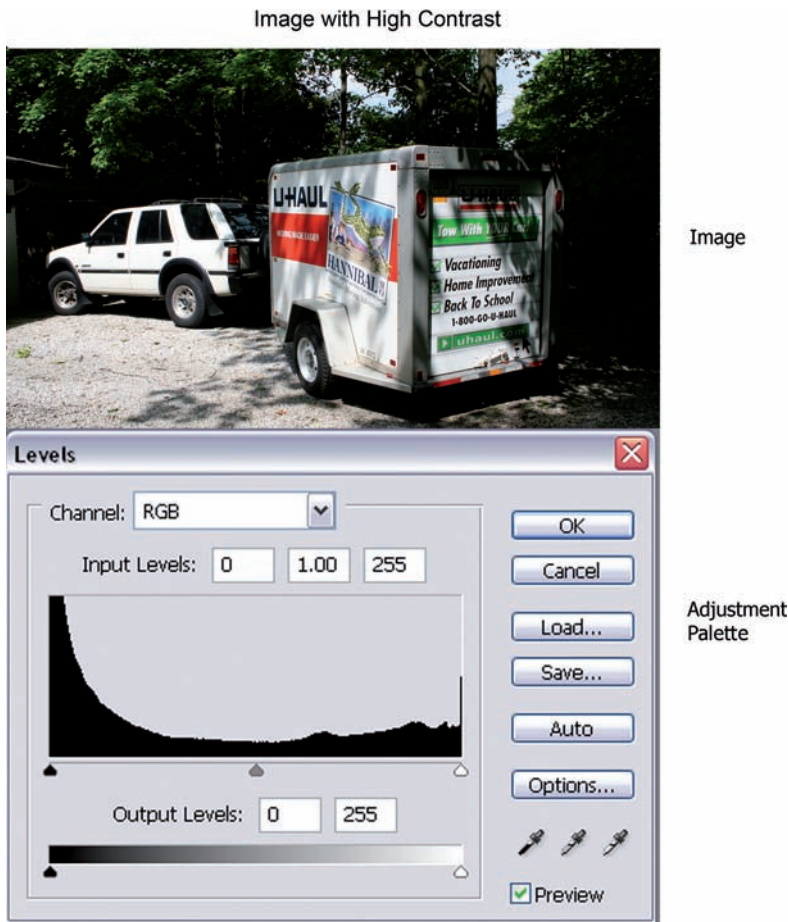 Image with High Contrast
U-HAUL
HANNIBAL
Tow With YOUR Car!
Vacationing
Home Improvement
Back To School
1-800-GO-U-HAUL
uhaul.com
Image
Levels
Channel: RGB
OK
Input Levels: 0 1.00 255
Cancel
Load...
Adjustment
Palette
Save...
Auto
Options...
Output Levels: 0 255
Preview